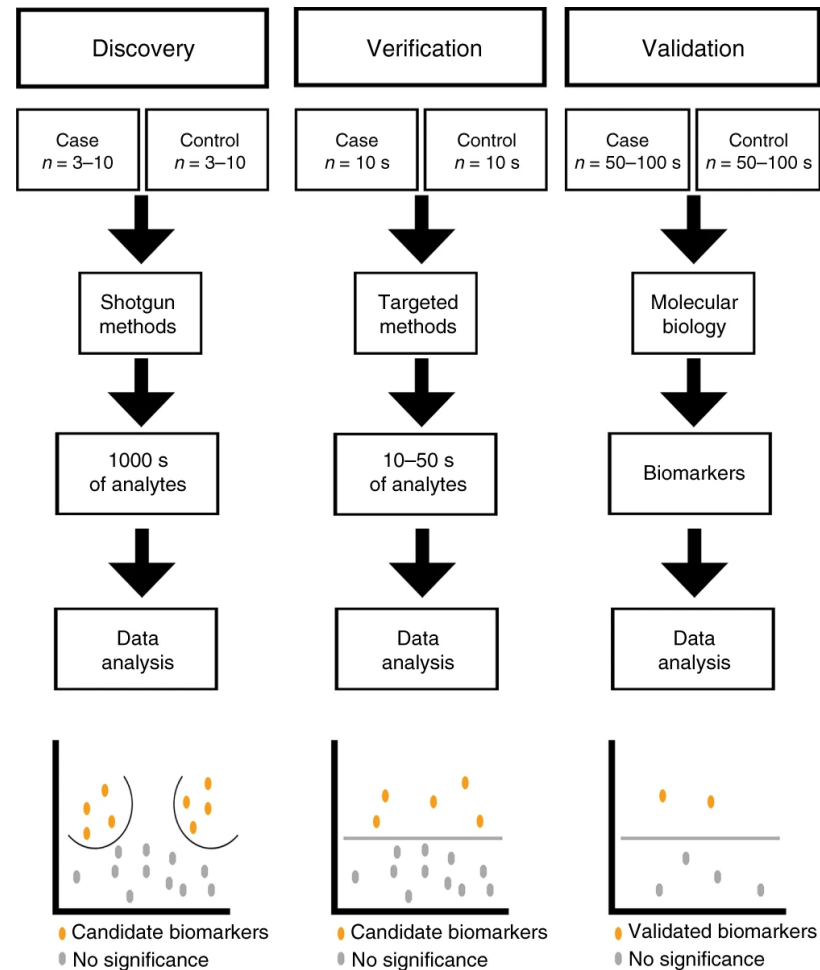 Discovery
Verification
Validation
Case
n = 3–10
Control
n = 3–10
Case
n = 10 s
Control
n = 10 s
Case
n = 50–100 s
Control
n = 50–100 s
Shotgun
methods
Targeted
methods
Molecular
biology
1000 s
of analytes
10–50 s
of analytes
Biomarkers
Data
analysis
Data
analysis
Data
analysis
Candidate biomarkers
No significance
Candidate biomarkers
No significance
Validated biomarkers
No significance